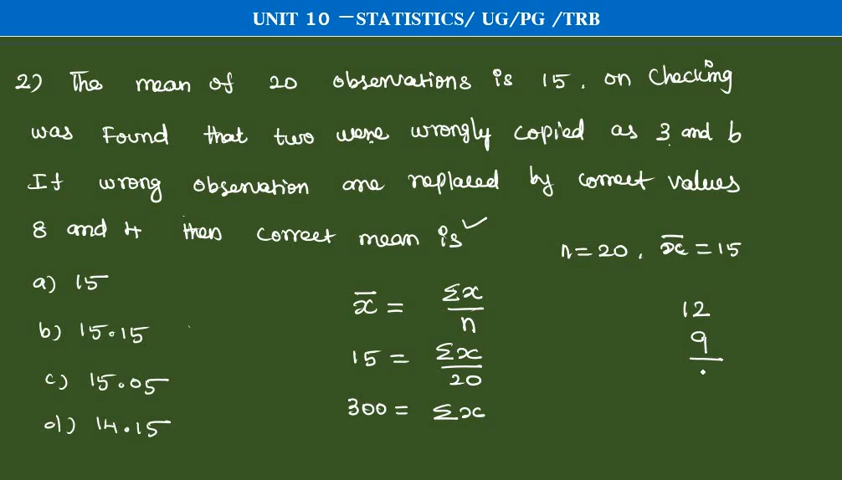 UNIT 10 – STATISTICS/ UG/PG /TRB
2) The mean of 20 observations is 15. on checking
was Found that two were wrongly copied as 3 and 6
If wrong observation are replaced by correct values
8 and 4 then correct mean is ✓
n = 20, x̅ = 15
a) 15
b) 15.15
c) 15.05
d) 14.15
x̅ = Σx/n
15 = Σx/20
300 = Σx
12
9